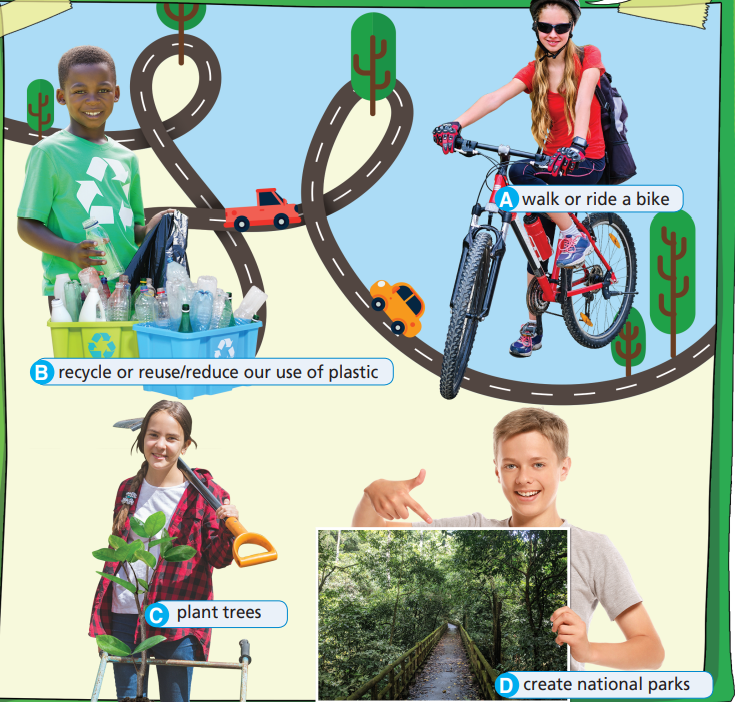 A walk or ride a bike
B recycle or reuse/reduce our use of plastic
C plant trees
D create national parks